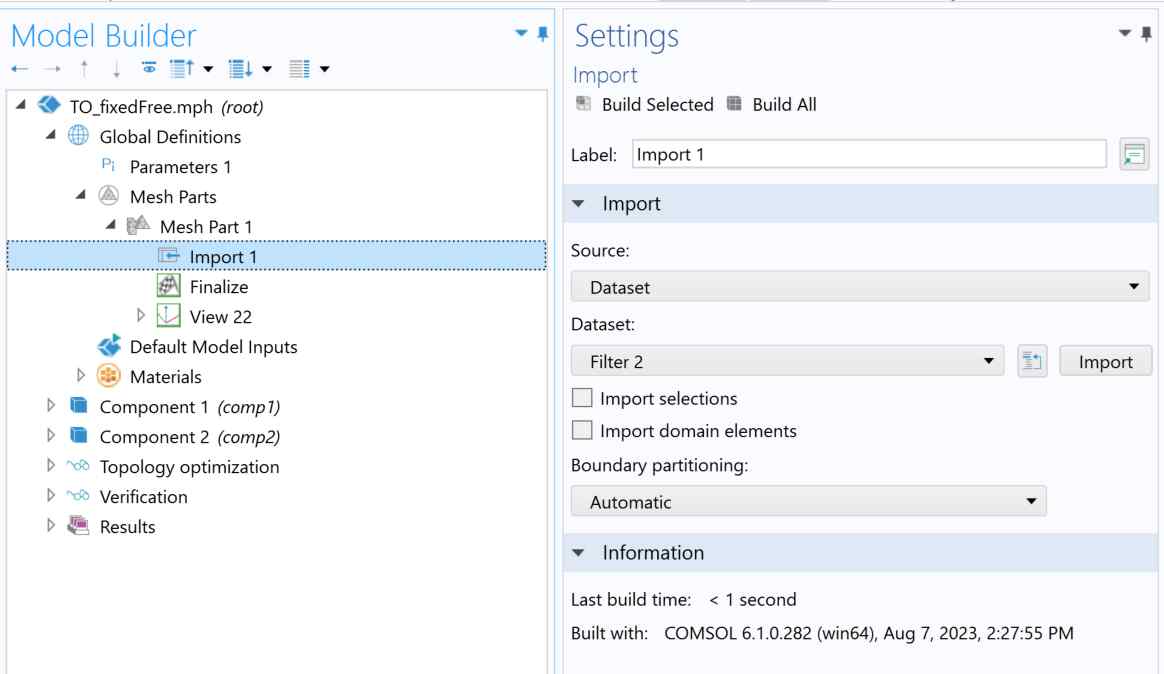 Model Builder
TO_fixedFree.mph (root)
Global Definitions
Pi Parameters 1
Mesh Parts
Mesh Part 1
Import 1
Finalize
View 22
Default Model Inputs
Materials
Component 1 (comp1)
Component 2 (comp2)
Topology optimization
Verification
Results
Settings
Import
Build Selected Build All
Label: Import 1
Import
Source:
Dataset
Dataset:
Filter 2 Import
Import selections
Import domain elements
Boundary partitioning:
Automatic
Information
Last build time: < 1 second
Built with: COMSOL 6.1.0.282 (win64), Aug 7, 2023, 2:27:55 PM